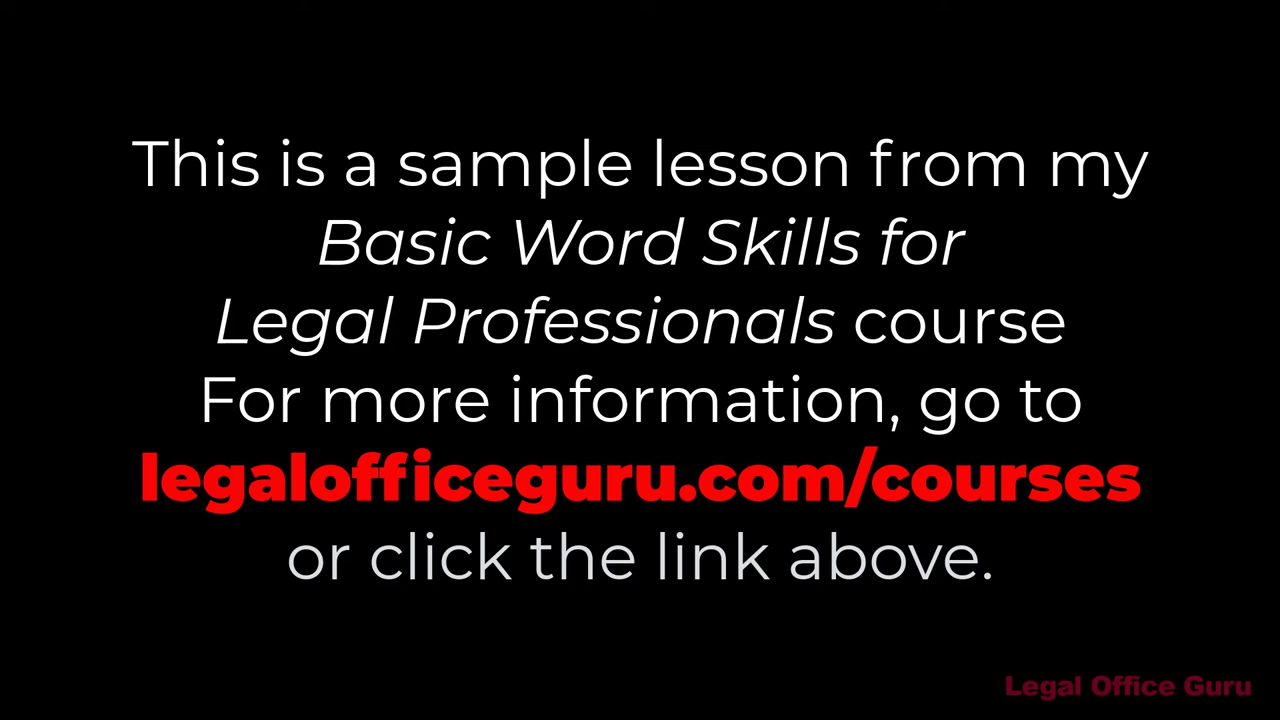 This is a sample lesson from my
Basic Word Skills for
Legal Professionals course
For more information, go to
legalofficeguru.com/courses
or click the link above.
Legal Office Guru